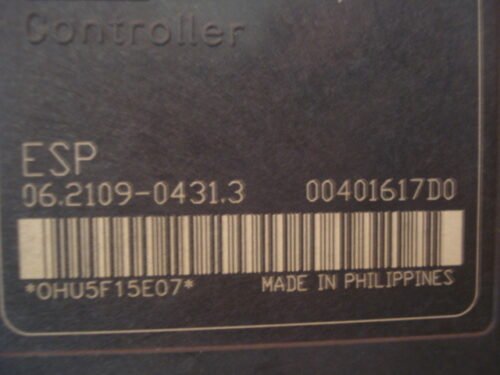 Controller
ESP
06.2109-0431.3 00401617D0
*OHU5F15E07* MADE IN PHILIPPINES